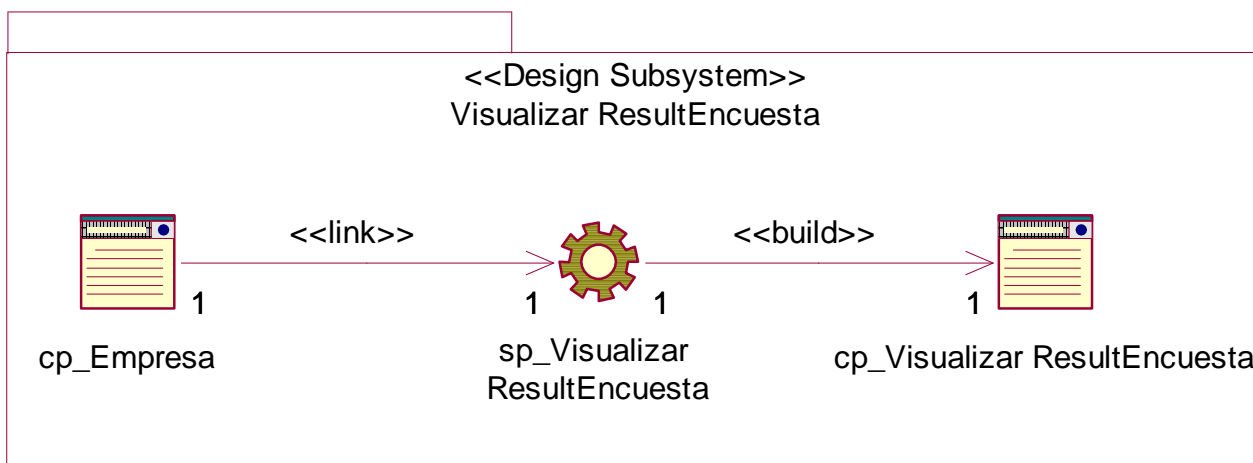 <<Design Subsystem>>
Visualizar ResultEncuesta
<<link>>
<<build>>
1
1
1
1
cp_Empresa
sp_Visualizar
ResultEncuesta
cp_Visualizar ResultEncuesta